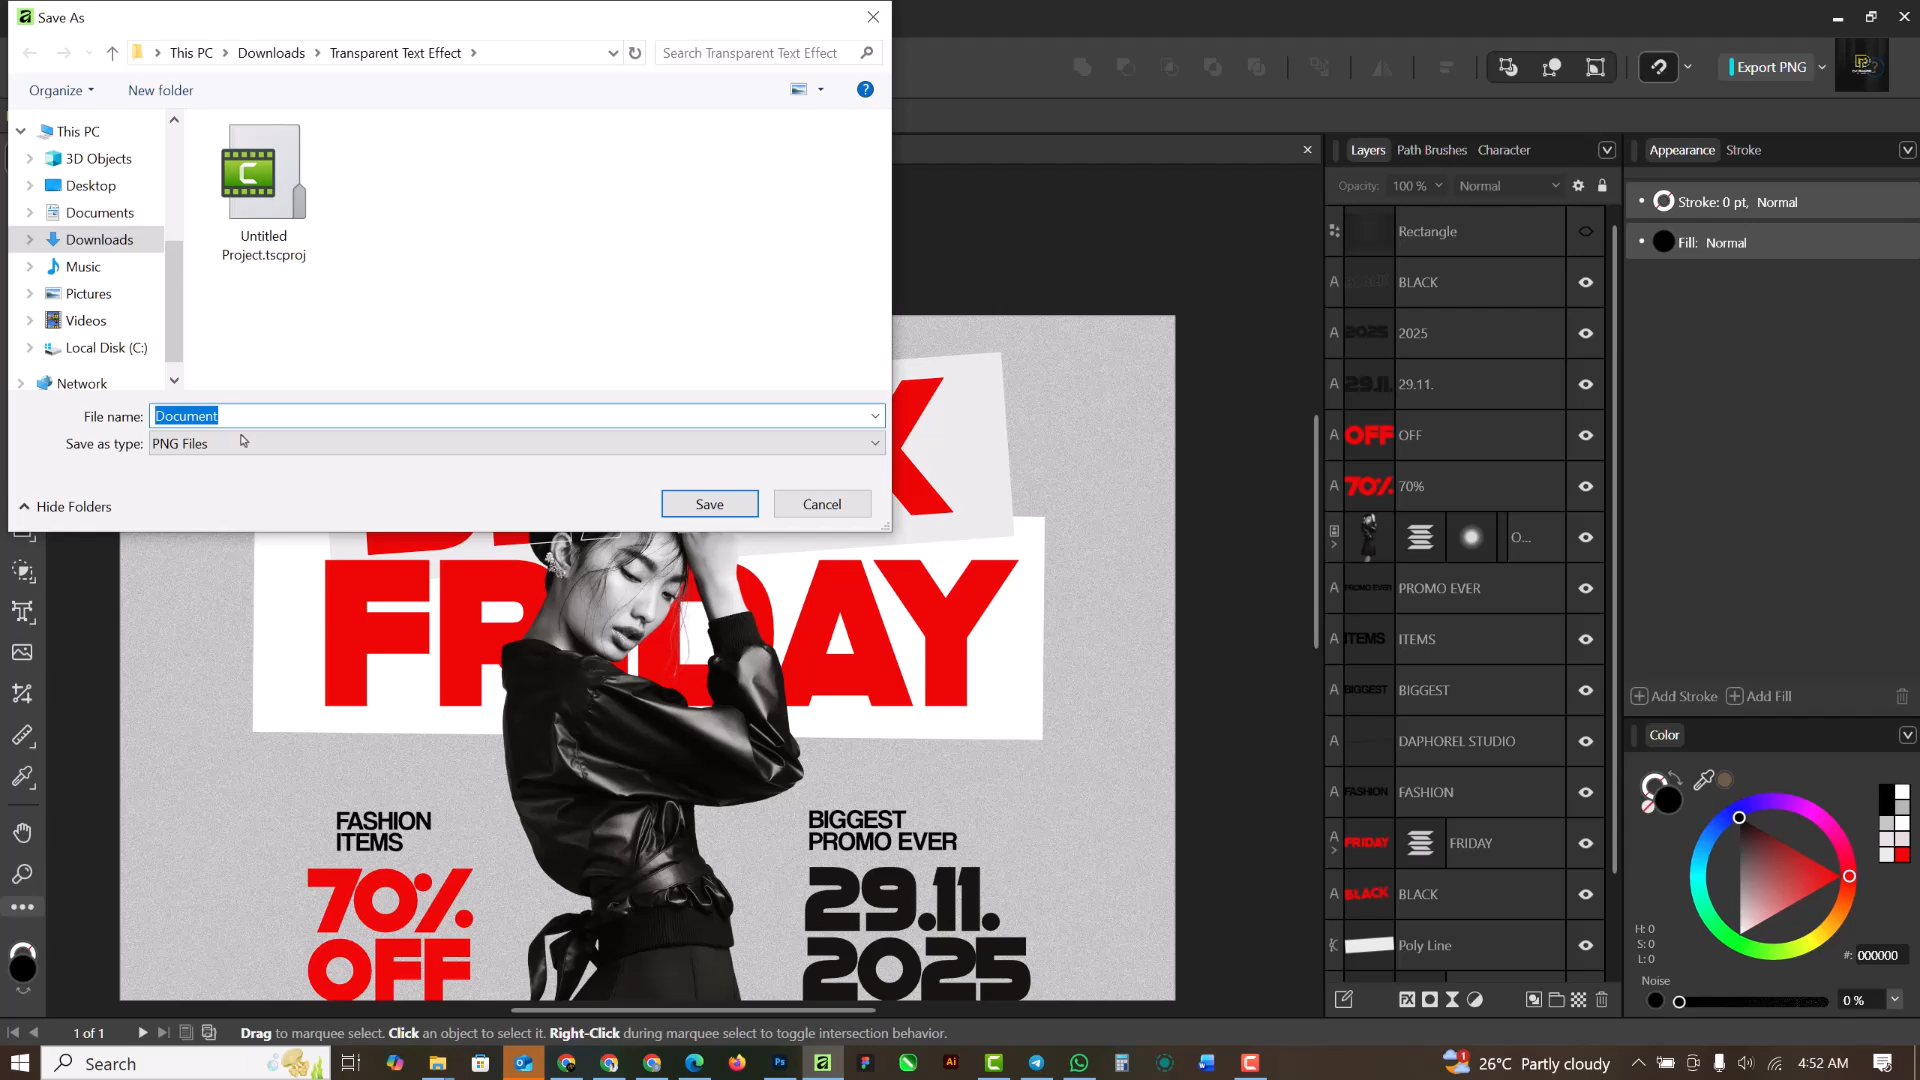 Save As
This PC
Downloads
Transparent Text Effect
Search Transparent Text Effect
Organize
New folder
This PC
3D Objects
Desktop
Documents
Downloads
Music
Pictures
Videos
Local Disk (C:)
Network
Untitled
Project.tscproj
File name:
Document
Save as type:
PNG Files
Hide Folders
Save
Cancel
Export PNG
Layers
Path Brushes
Character
Opacity:
100 %
Normal
Rectangle
BLACK
2025
29.11.
OFF
70%
O...
PROMO EVER
ITEMS
BIGGEST
DAPHOREL STUDIO
FASHION
FRIDAY
BLACK
Poly Line
Appearance
Stroke
Stroke: 0 pt, Normal
Fill: Normal
Add Stroke
Add Fill
Color
H: 0
S: 0
L: 0
#: 000000
Noise
0 %
FRIDAY
FASHION
ITEMS
70%
OFF
BIGGEST
PROMO EVER
29.11.
2025
1 of 1
Drag to marquee select. Click an object to select it. Right-Click during marquee select to toggle intersection behavior.
Search
26°C Partly cloudy
4:52 AM